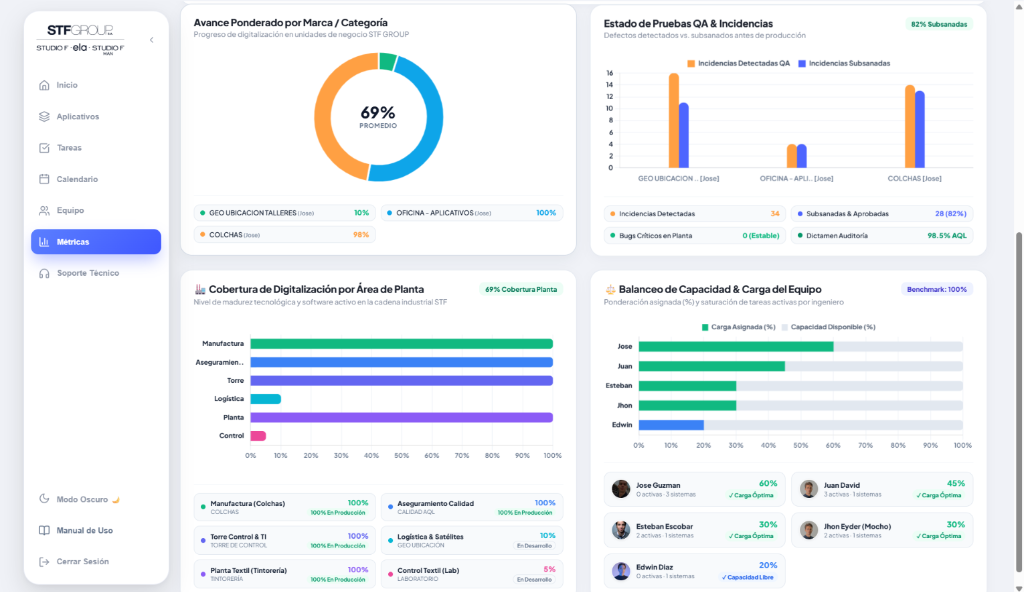 STFGROUP S.A.
STUDIO F · ela · STUDIO F
MAN
Inicio
Aplicativos
Tareas
Calendario
Equipo
Métricas
Soporte Técnico
Modo Oscuro
Manual de Uso
Cerrar Sesión
Avance Ponderado por Marca / Categoría
Progreso de digitalización en unidades de negocio STF GROUP
69%
PROMEDIO
GEO UBICACION TALLERES (Jose) 10%
OFICINA - APLICATIVOS (Jose) 100%
COLCHAS (Jose) 98%
Estado de Pruebas QA & Incidencias
82% Subsanadas
Defectos detectados vs. subsanados antes de producción
Incidencias Detectadas QA
Incidencias Subsanadas
16
14
12
10
8
6
4
2
0
GEO UBICACION .. [Jose]
OFICINA - APLI.. [Jose]
COLCHAS [Jose]
Incidencias Detectadas 34
Subsanadas & Aprobadas 28 (82%)
Bugs Críticos en Planta 0 (Estable)
Dictamen Auditoría 98.5% AQL
Cobertura de Digitalización por Área de Planta
69% Cobertura Planta
Nivel de madurez tecnológica y software activo en la cadena industrial STF
Manufactura
Aseguramien..
Torre
Logística
Planta
Control
0% 10% 20% 30% 40% 50% 60% 70% 80% 90% 100%
Manufactura (Colchas) 100%
COLCHAS 100% En Producción
Aseguramiento Calidad 100%
CALIDAD AQL 100% En Producción
Torre Control & TI 100%
TORRE DE CONTROL 100% En Producción
Logística & Satélites 10%
GEO UBICACIÓN En Desarrollo
Planta Textil (Tintorería) 100%
TINTORERÍA 100% En Producción
Control Textil (Lab) 5%
LABORATORIO En Desarrollo
Balanceo de Capacidad & Carga del Equipo
Benchmark: 100%
Ponderación asignada (%) y saturación de tareas activas por ingeniero
Carga Asignada (%)
Capacidad Disponible (%)
Jose
Juan
Esteban
Jhon
Edwin
0% 10% 20% 30% 40% 50% 60% 70% 80% 90% 100%
Jose Guzman 60%
0 activas · 3 sistemas ✓ Carga Óptima
Juan David 45%
3 activas · 1 sistemas ✓ Carga Óptima
Esteban Escobar 30%
2 activas · 1 sistemas ✓ Carga Óptima
Jhon Eyder (Mocho) 30%
2 activas · 1 sistemas ✓ Carga Óptima
Edwin Diaz 20%
0 activas · 1 sistemas ✓ Capacidad Libre